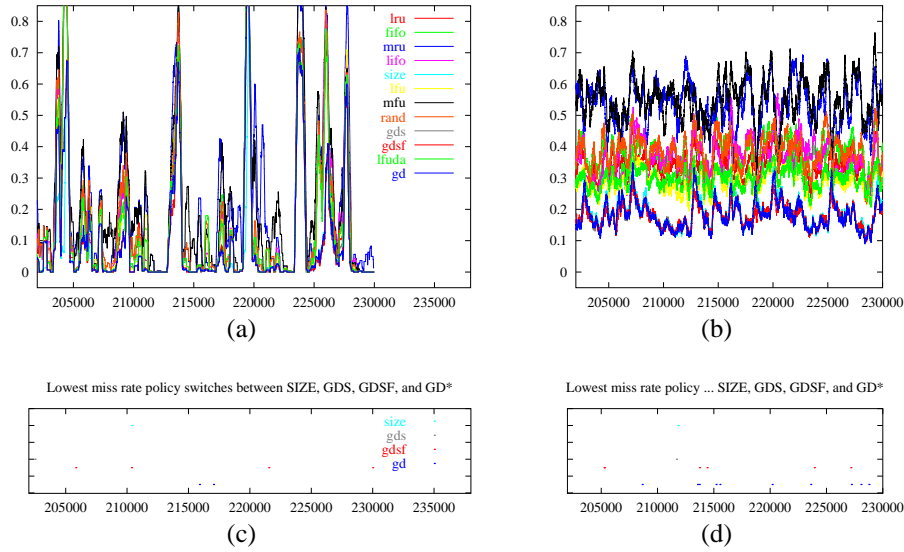 0.8
0.7
0.6
0.5
0.4
0.3
0.2
0.1
0
lru
fifo
mru
lifo
size
lfu
mfu
rand
gds
gdsf
lfuda
gd
205000 210000 215000 220000 225000 230000 235000
(a)
0.8
0.7
0.6
0.5
0.4
0.3
0.2
0.1
0
205000 210000 215000 220000 225000 230000
(b)
Lowest miss rate policy switches between SIZE, GDS, GDSF, and GD*
size
gds
gdsf
gd
205000 210000 215000 220000 225000 230000 235000
(c)
Lowest miss rate policy ... SIZE, GDS, GDSF, and GD*
205000 210000 215000 220000 225000 230000
(d)